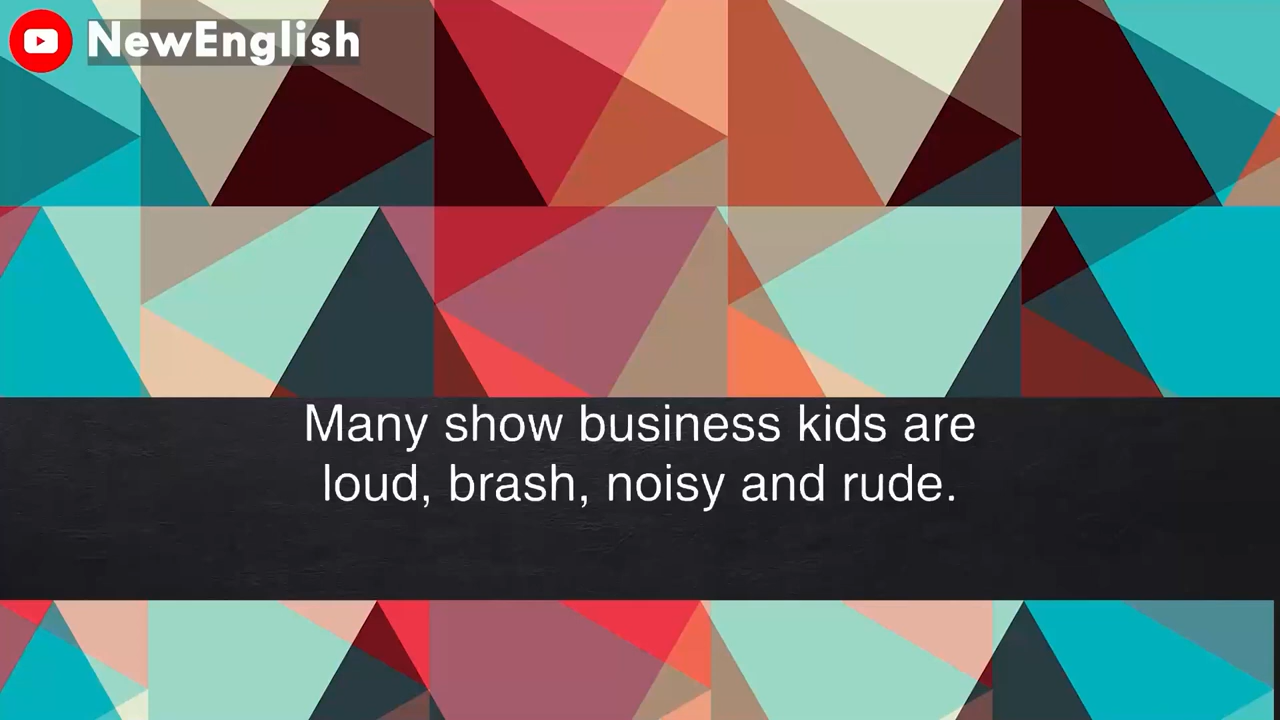 NewEnglish
Many show business kids are
loud, brash, noisy and rude.